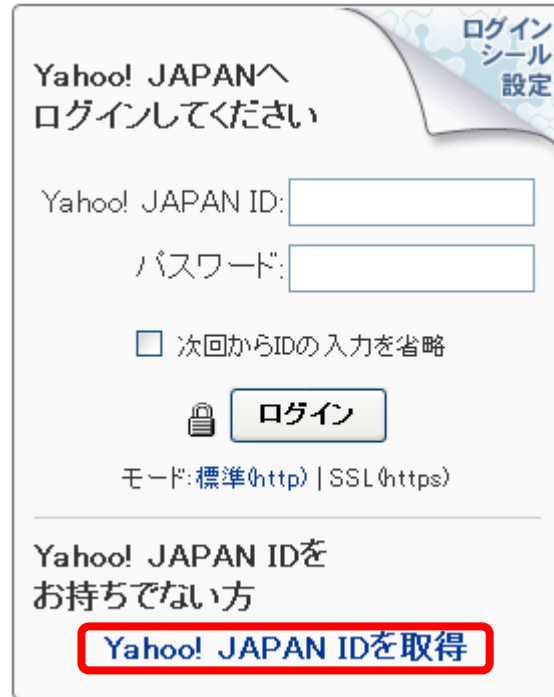 ログイン
シール
設定
Yahoo! JAPANへ
ログインしてください
Yahoo! JAPAN ID:
パスワード:
次回からIDの入力を省略
ログイン
モード:標準(http) | SSL(https)
Yahoo! JAPAN IDを
お持ちでない方
Yahoo! JAPAN IDを取得